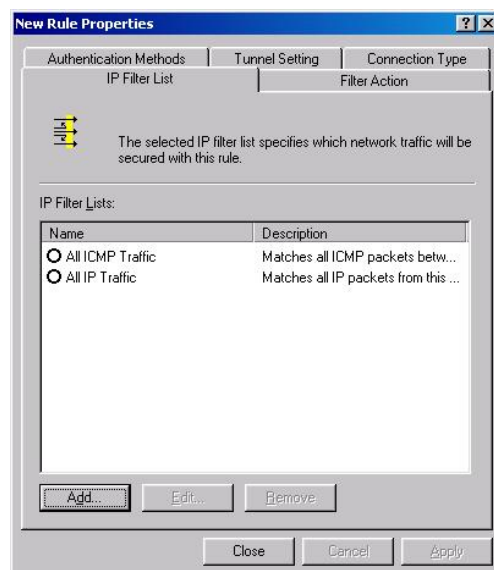 New Rule Properties
Authentication Methods Tunnel Setting Connection Type
IP Filter List Filter Action
The selected IP filter list specifies which network traffic will be
secured with this rule.
IP Filter Lists:
Name Description
All ICMP Traffic Matches all ICMP packets betw...
All IP Traffic Matches all IP packets from this ...
Add... Edit... Remove
Close Cancel Apply